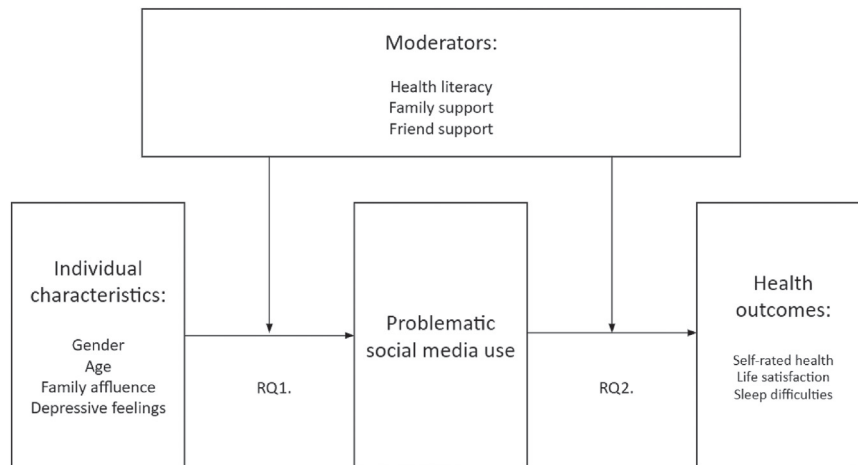 Moderators:
Health literacy
Family support
Friend support
Individual
characteristics:
Gender
Age
Family affluence
Depressive feelings
RQ1.
Problematic
social media use
RQ2.
Health
outcomes:
Self-rated health
Life satisfaction
Sleep difficulties